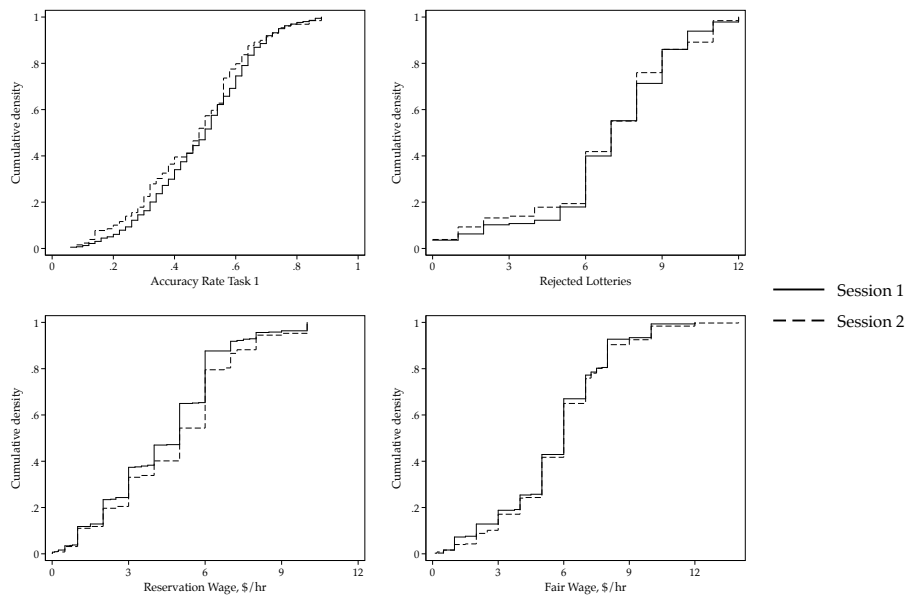 Cumulative density
1
.8
.6
.4
.2
0
0 .2 .4 .6 .8 1
Accuracy Rate Task 1
Cumulative density
1
.8
.6
.4
.2
0
0 3 6 9 12
Rejected Lotteries
Cumulative density
1
.8
.6
.4
.2
0
0 3 6 9 12
Reservation Wage, $/hr
Cumulative density
1
.8
.6
.4
.2
0
0 3 6 9 12
Fair Wage, $/hr
Session 1
Session 2